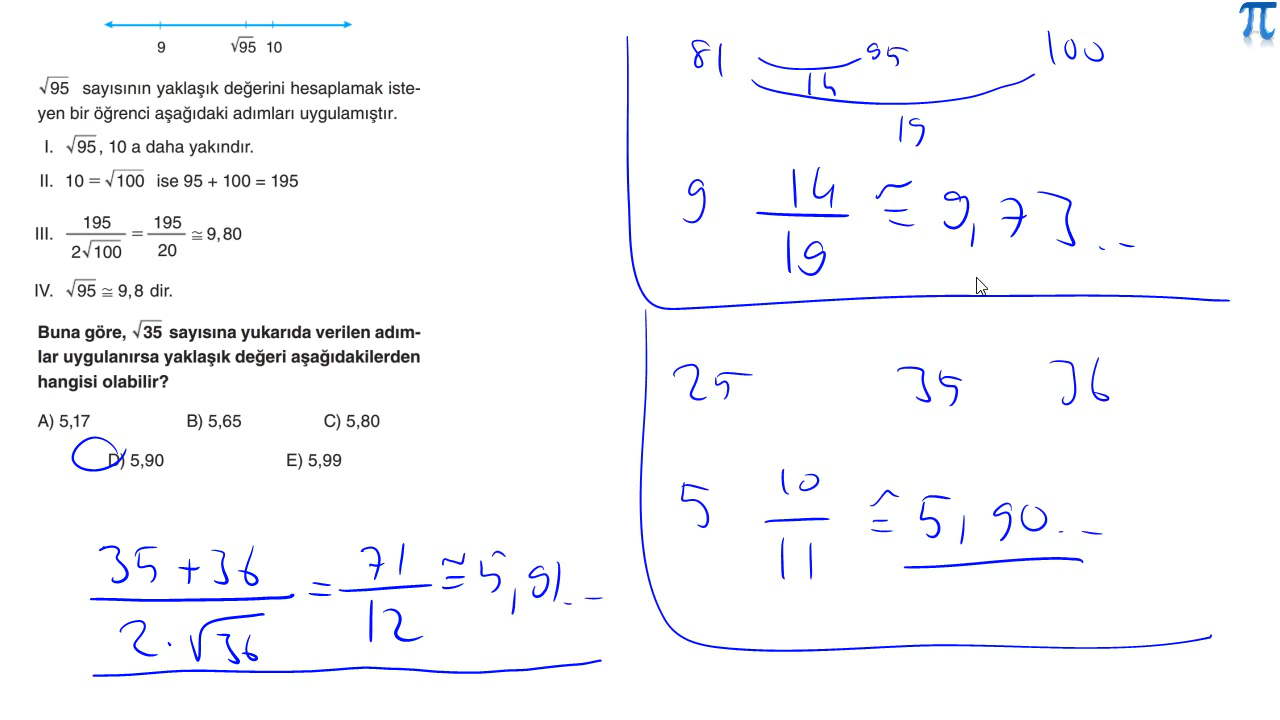 9 √95 10
√95 sayısının yaklaşık değerini hesaplamak iste-
yen bir öğrenci aşağıdaki adımları uygulamıştır.
I. √95, 10 a daha yakındır.
II. 10 = √100 ise 95 + 100 = 195
III. 195/2√100 = 195/20 ≅ 9,80
IV. √95 ≅ 9,8 dir.
Buna göre, √35 sayısına yukarıda verilen adım-
lar uygulanırsa yaklaşık değeri aşağıdakilerden
hangisi olabilir?
A) 5,17 B) 5,65 C) 5,80
D) 5,90 E) 5,99
35 + 36 / 2 · √36 = 71/12 ≅ 5,91...
π
81 95 100
14
19
9 14/19 ≅ 9,73...
25 35 36
5 10/11 ≅ 5,90...